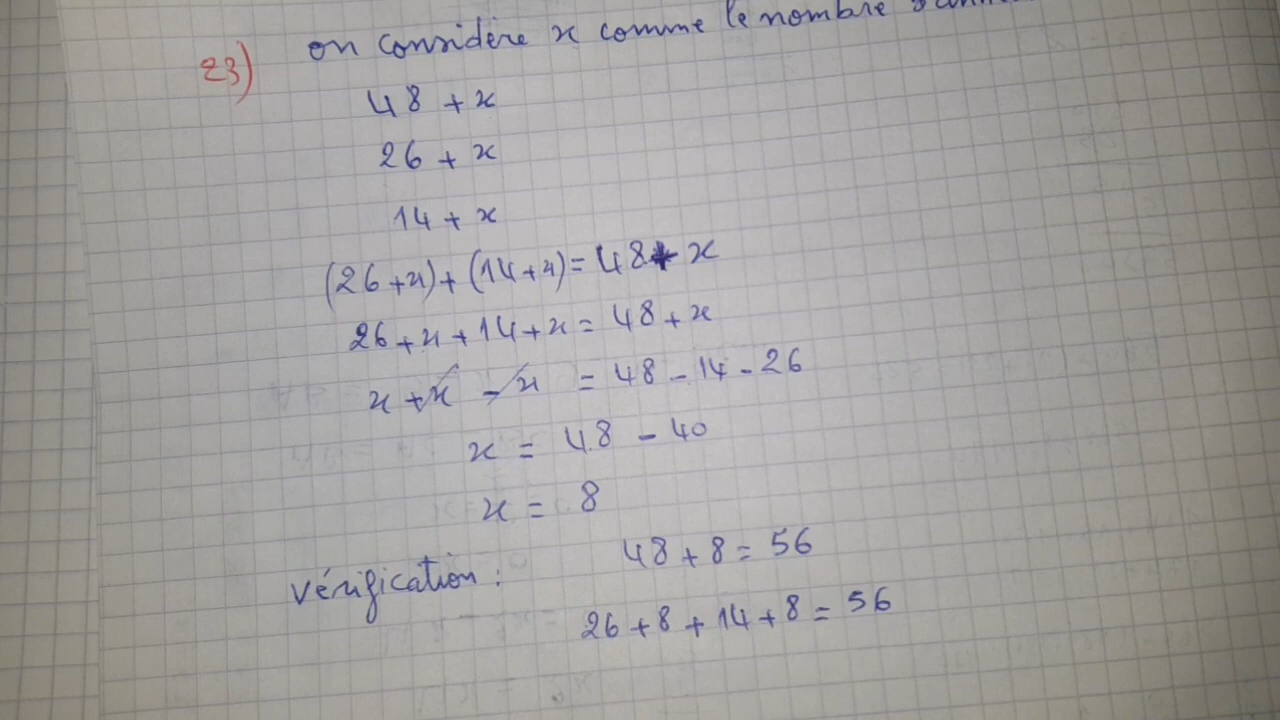 23) on considère x comme le nombre
48 + x
26 + x
14 + x
(26+x)+(14+x)=48+x
26+x+14+x=48+x
x+x-x = 48-14-26
x = 48 - 40
x = 8
48+8=56
Vérification :
26+8+14+8=56